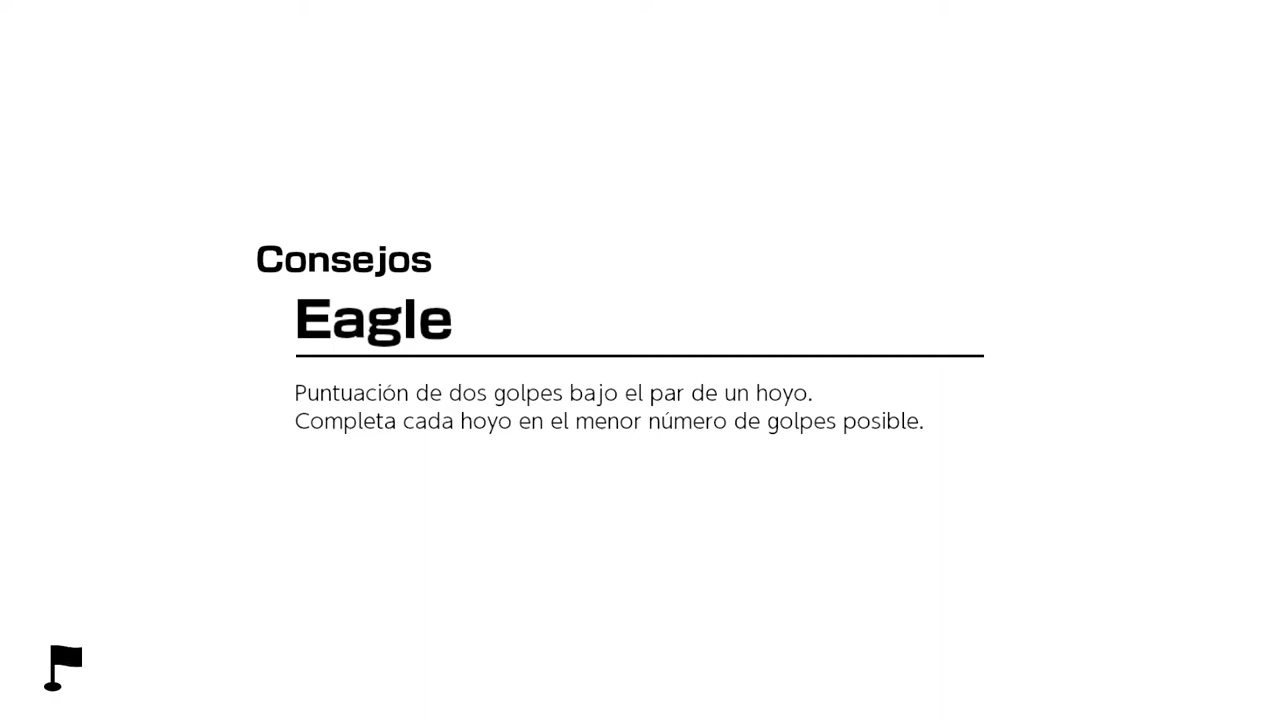 Consejos
Eagle
Puntuación de dos golpes bajo el par de un hoyo.
Completa cada hoyo en el menor número de golpes posible.